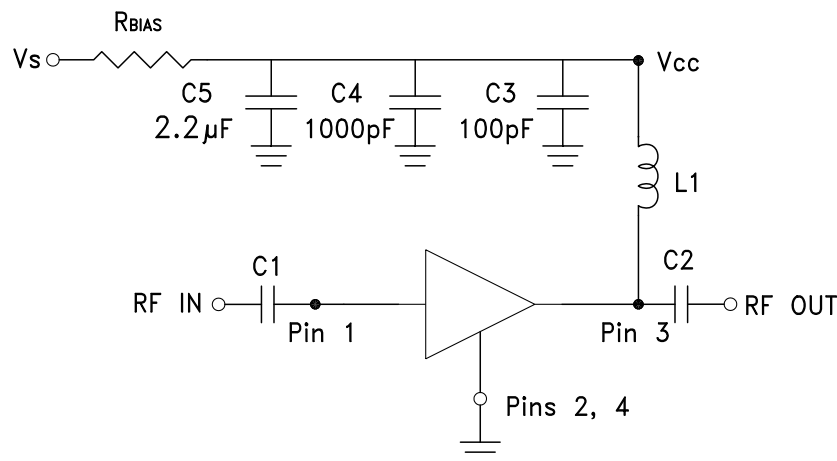 RBIAS
Vs
Vcc
C5
2.2µF
C4
1000pF
C3
100pF
L1
C1
C2
RF IN
RF OUT
Pin 1
Pin 3
Pins 2, 4